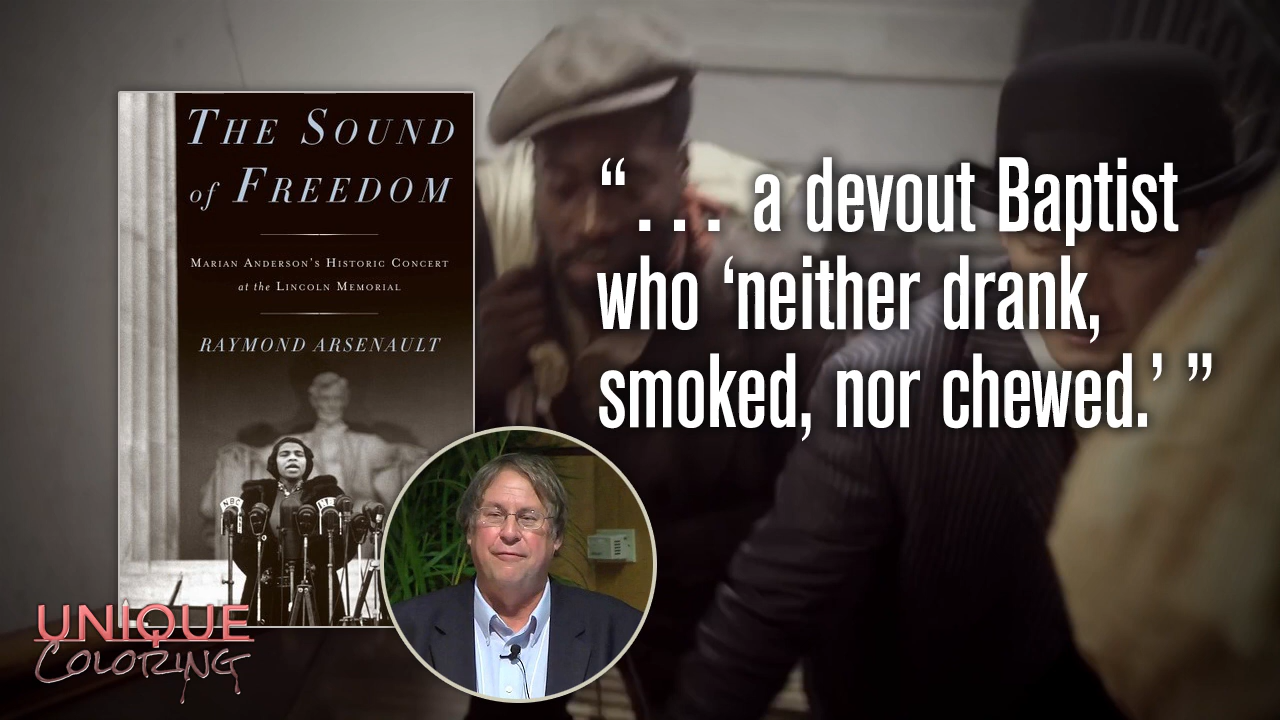 THE SOUND
of FREEDOM
MARIAN ANDERSON'S HISTORIC CONCERT
at the LINCOLN MEMORIAL
RAYMOND ARSENAULT
“. . . a devout Baptist
who ‘neither drank,
smoked, nor chewed.’ ”
NBC
UNIQUE
COLORING